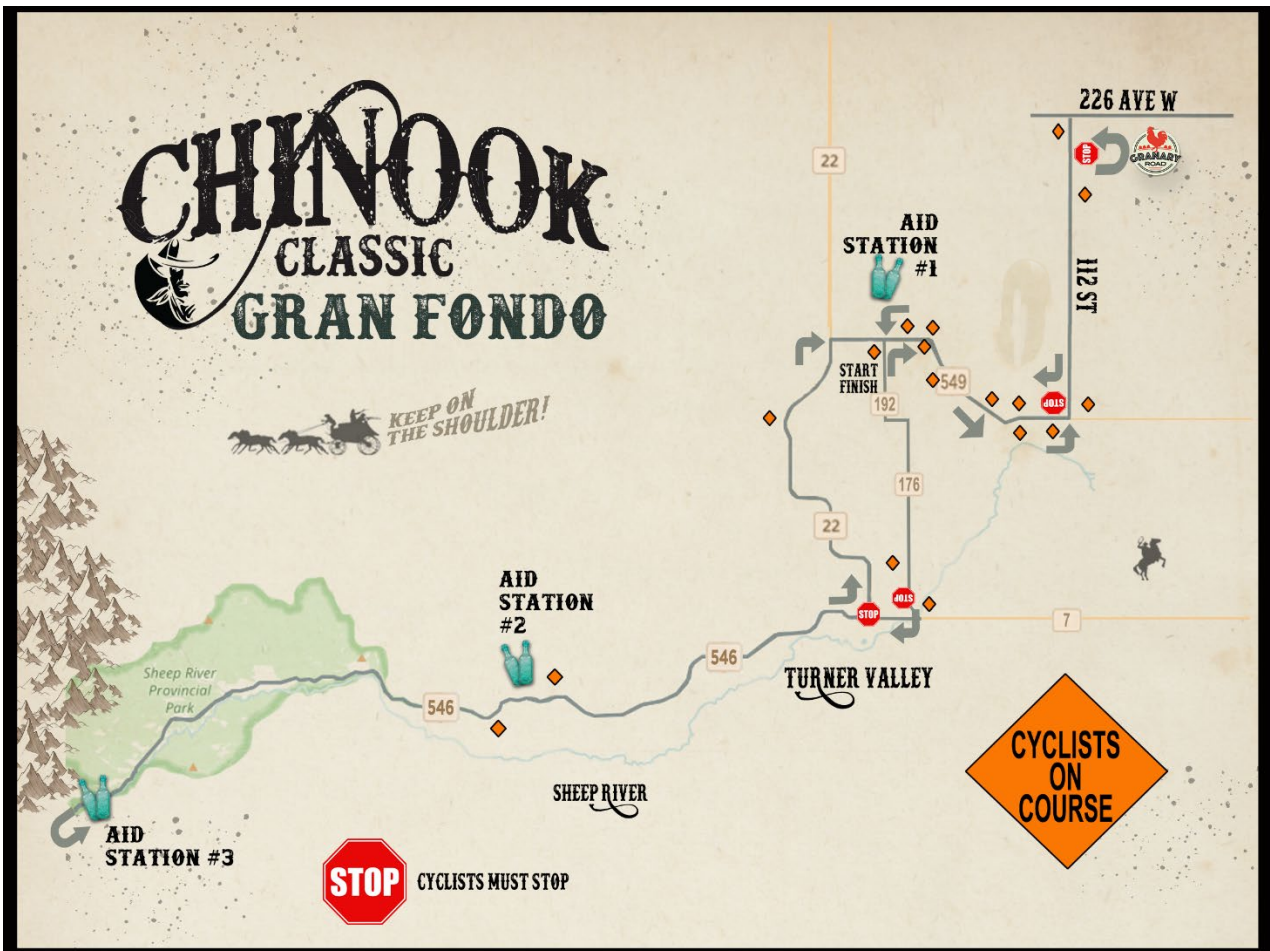 CHINOOK
CLASSIC
GRAN FONDO
KEEP ON
THE SHOULDER!
226 AVE W
STOP
GRANARY
ROAD
22
AID
STATION
#1
112 ST
START
FINISH
549
192
STOP
176
22
AID
STATION
#2
STOP
STOP
7
546
TURNER VALLEY
Sheep River
Provincial
Park
546
CYCLISTS
ON
COURSE
SHEEP RIVER
AID
STATION #3
STOP
CYCLISTS MUST STOP